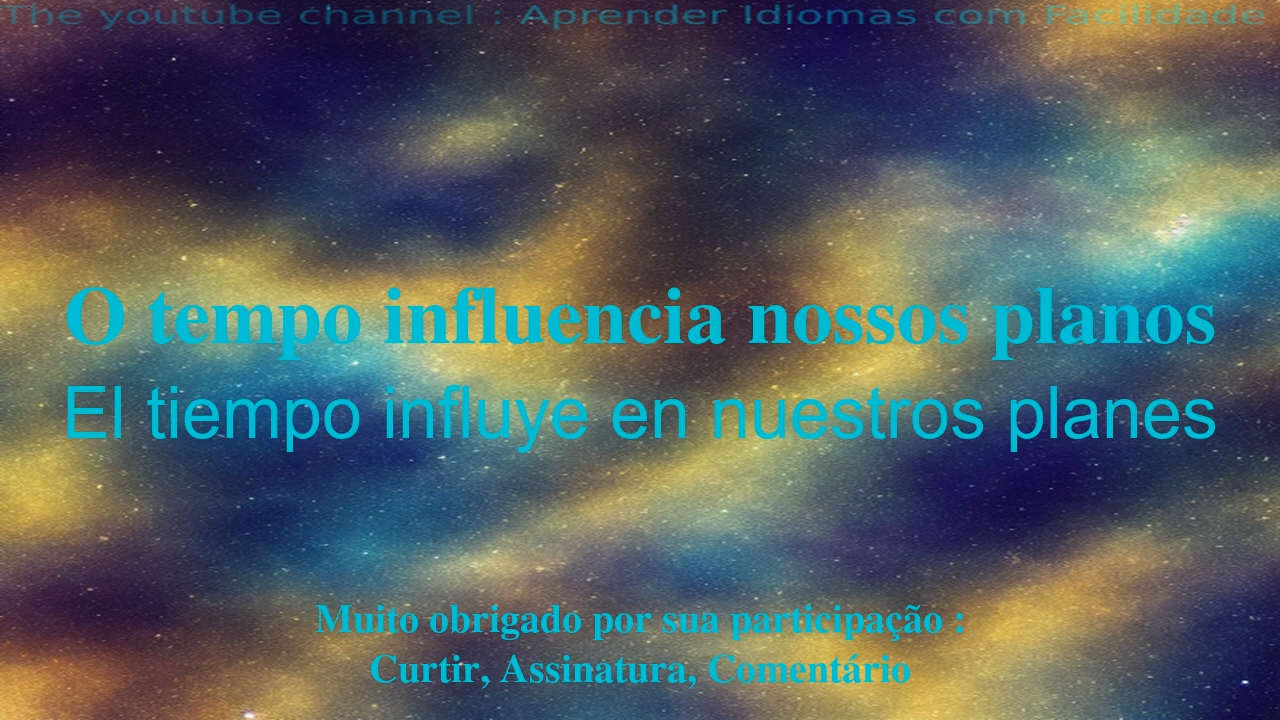 The youtube channel : Aprender Idiomas com Facilidade
O tempo influencia nossos planos
El tiempo influye en nuestros planes
Muito obrigado por sua participação :
Curtir, Assinatura, Comentário